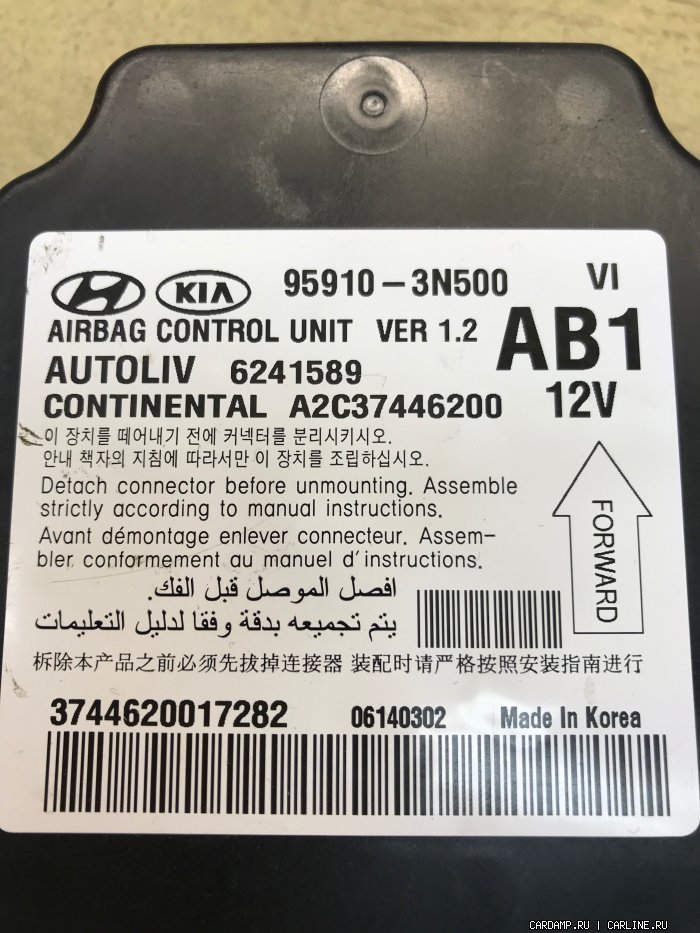 KIA 95910-3N500 VI
AIRBAG CONTROL UNIT VER 1.2 AB1
AUTOLIV 6241589
CONTINENTAL A2C37446200 12V
이 장치를 떼어내기 전에 커넥터를 분리시키시오.
안내 책자의 지침에 따라서만 이 장치를 조립하십시오.
Detach connector before unmounting. Assemble
strictly according to manual instructions.
Avant démontage enlever connecteur. Assem-
bler conformement au manuel d'instructions.
FORWARD
افصل الموصل قبل الفك.
يتم تجميعه بدقة وفقا لدليل التعليمات
拆除本产品之前必须先拔掉连接器 装配时请严格按照安装指南进行
3744620017282 06140302 Made In Korea
CARDAMP.RU | CARLINE.RU